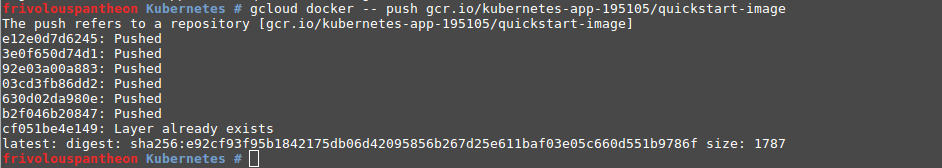 frivolouspantheon Kubernetes # gcloud docker -- push gcr.io/kubernetes-app-195105/quickstart-image
The push refers to a repository [gcr.io/kubernetes-app-195105/quickstart-image]
e12e0d7d6245: Pushed
3e0f650d74d1: Pushed
92e03a00a883: Pushed
03cd3fb86dd2: Pushed
630d02da980e: Pushed
b2f046b20847: Pushed
cf051be4e149: Layer already exists
latest: digest: sha256:e92cf93f95b1842175db06d42095856b267d25e611baf03e05c660d551b9786f size: 1787
frivolouspantheon Kubernetes #